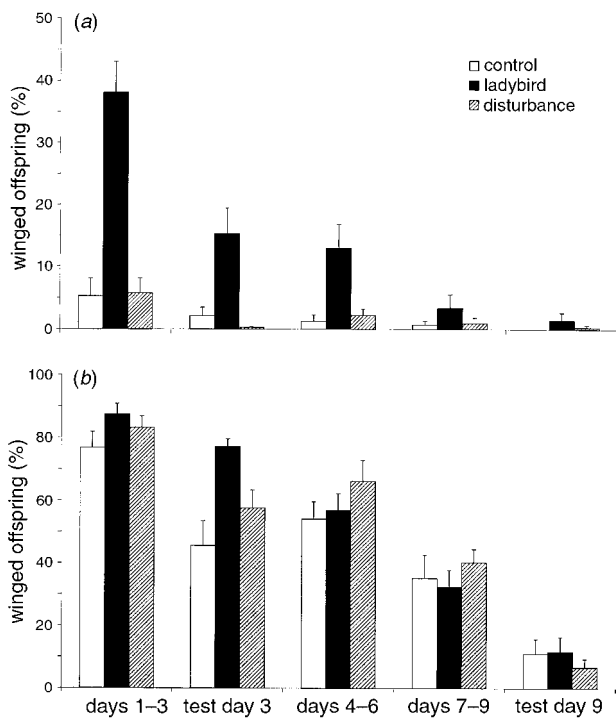 (a)
50
40
30
20
10
0
winged offspring (%)
control
ladybird
disturbance
(b)
100
80
60
40
20
0
winged offspring (%)
days 1–3 test day 3 days 4–6 days 7–9 test day 9